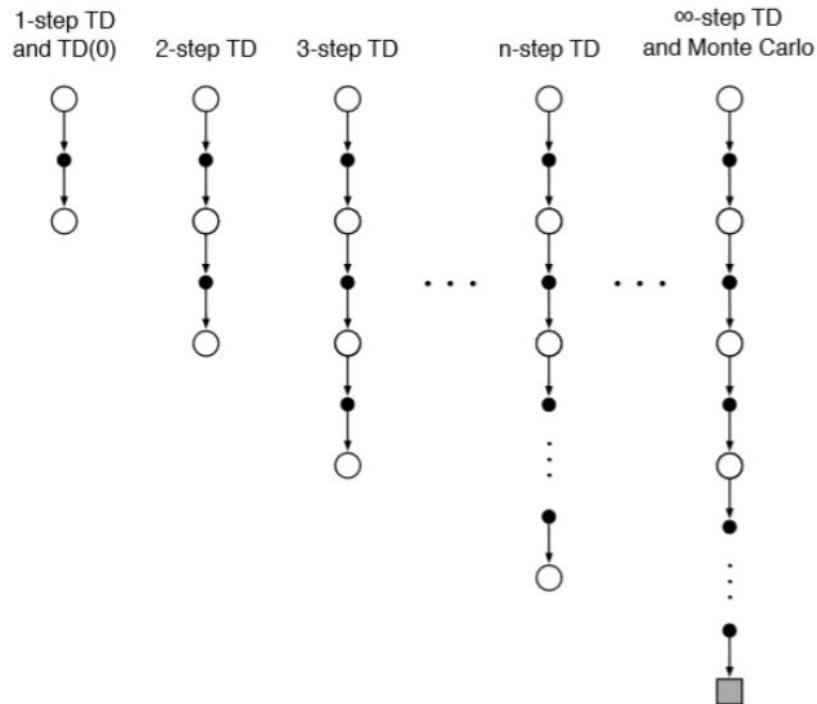 1-step TD
and TD(0)
2-step TD
3-step TD
n-step TD
∞-step TD
and Monte Carlo